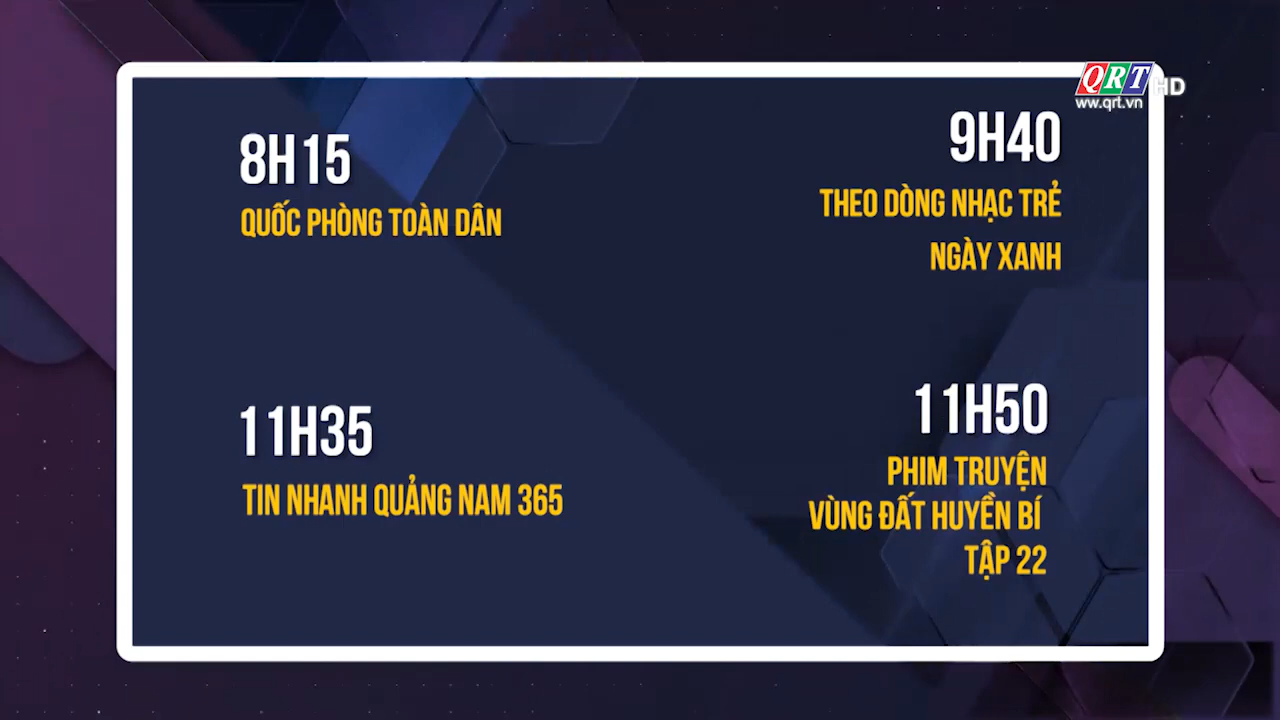 QRT HD
ww.qrt.vn
8H15
QUỐC PHÒNG TOÀN DÂN
9H40
THEO DÒNG NHẠC TRẺ
NGÀY XANH
11H35
TIN NHANH QUẢNG NAM 365
11H50
PHIM TRUYỆN
VÙNG ĐẤT HUYỀN BÍ
TẬP 22